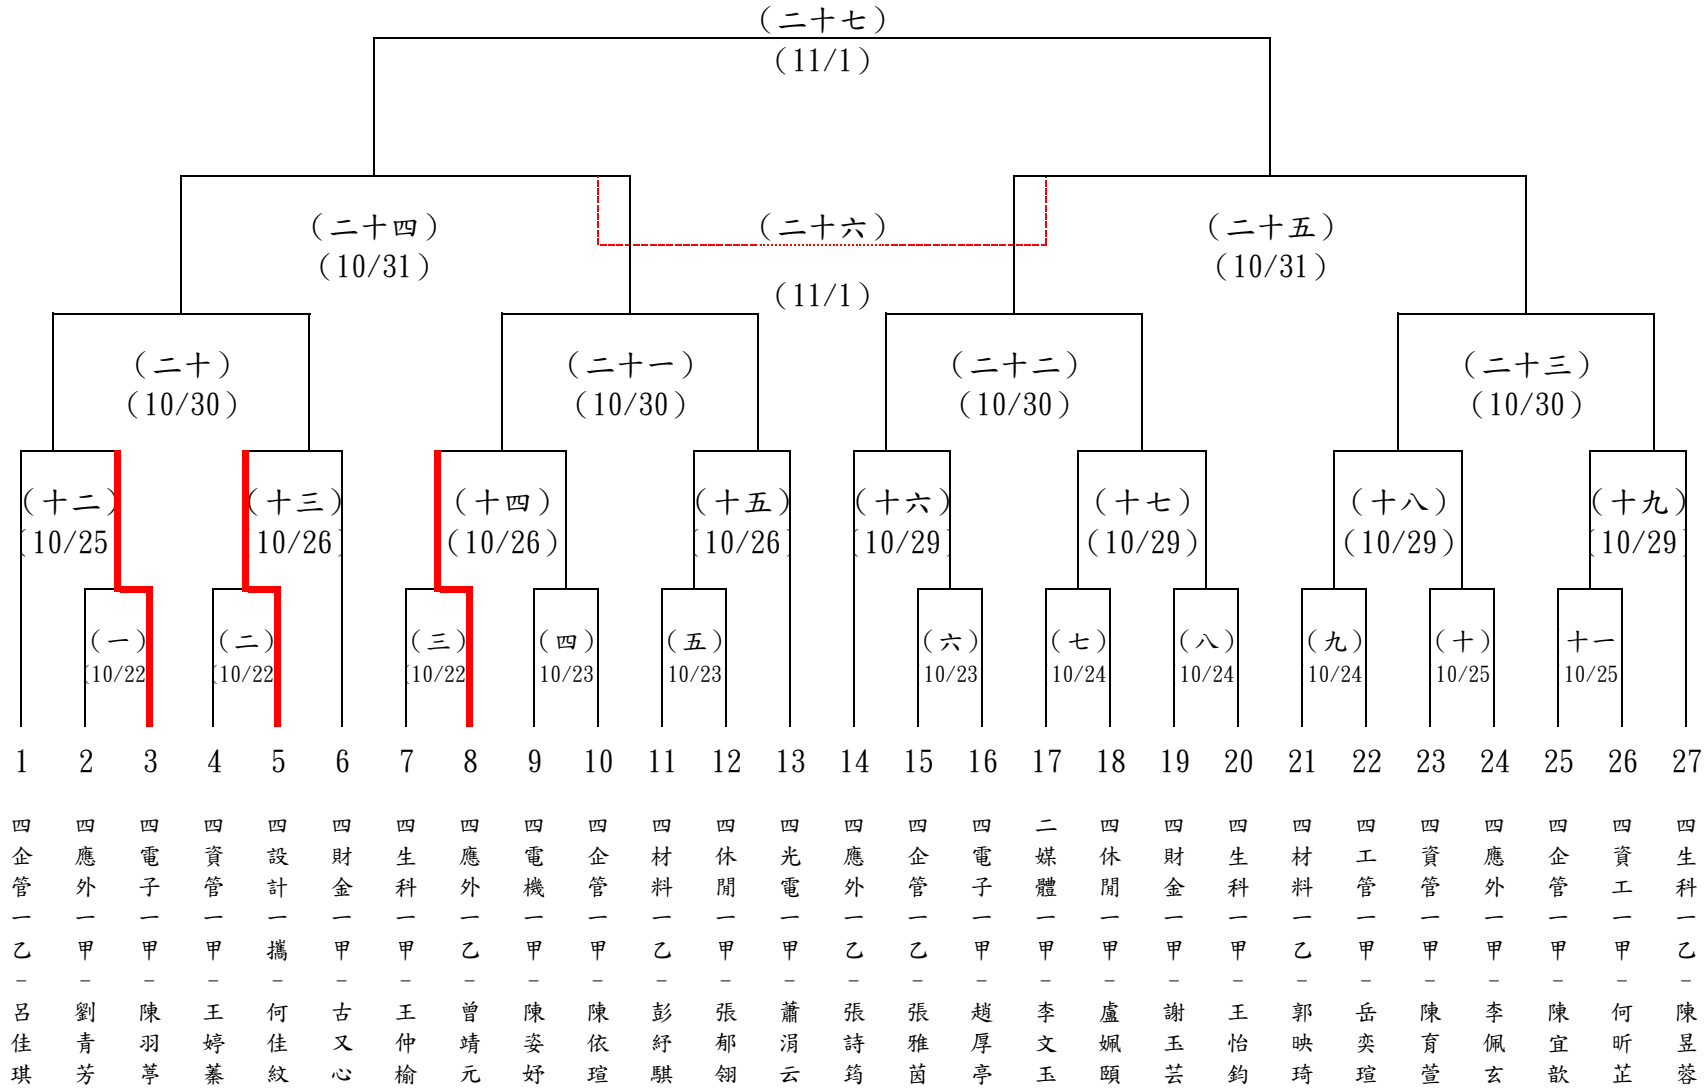 （二十七）
(11/1)
（二十四）
（二十六）
（二十五）
(10/31)
(10/31)
(11/1)
（二十）
（二十一）
（二十二）
（二十三）
(10/30)
(10/30)
(10/30)
(10/30)
（十二）
（十三）
（十四）
（十五）
（十六）
（十七）
（十八）
（十九）
(10/25
10/26)
(10/26)
(10/26)
(10/29)
(10/29)
(10/29)
(10/29)
（一）
（二）
（三）
（四）
（五）
（六）
（七）
（八）
（九）
（十）
十一
(10/22
(10/22
(10/22
10/23
10/23
10/23
10/24
10/24
10/24
10/25
10/25
1 2 3 4 5 6 7 8 9 10 11 12 13 14 15 16 17 18 19 20 21 22 23 24 25 26 27
四企管一乙-呂佳琪
四應外一甲-劉青芳
四電子一甲-陳羽葶
四資管一甲-王婷蓁
四設計一攜-何佳紋
四財金一甲-古又心
四生科一甲-王仲榆
四應外一乙-曾靖元
四電機一甲-陳姿妤
四企管一甲-陳依瑄
四材料一乙-彭紓騏
四休閒一甲-張郁翎
四光電一甲-蕭涓云
四應外一乙-張詩筠
四企管一乙-張雅茵
四電子一甲-趙厚亭
二媒體一甲-李文玉
四休閒一甲-盧姵頤
四財金一甲-謝玉芸
四生科一甲-王怡鈞
四材料一乙-郭映琦
四工管一甲-岳奕瑄
四資管一甲-陳育萱
四應外一甲-李佩玄
四企管一甲-陳宜歆
四資工一甲-何昕芷
四生科一乙-陳昱蓉